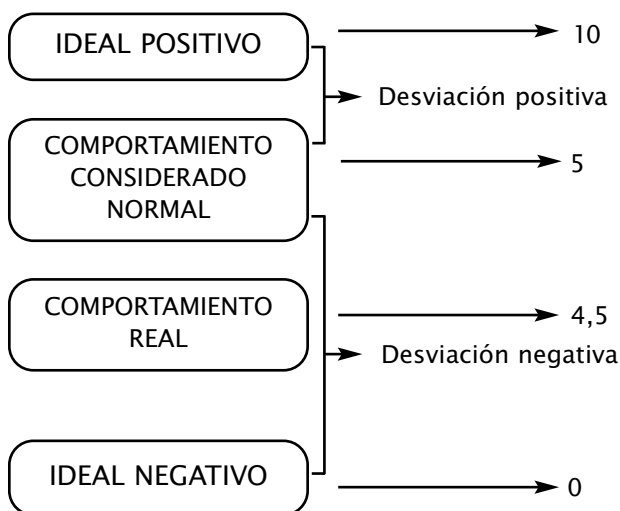 IDEAL POSITIVO
10
Desviación positiva
COMPORTAMIENTO
CONSIDERADO
NORMAL
5
COMPORTAMIENTO
REAL
4,5
Desviación negativa
IDEAL NEGATIVO
0